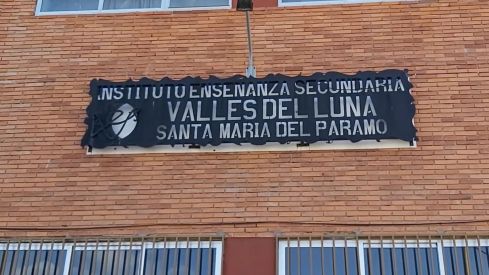 INSTITUTO ENSEÑANZA SECUNDARIA
VALLES DEL LUNA
SANTA MARIA DEL PARAMO